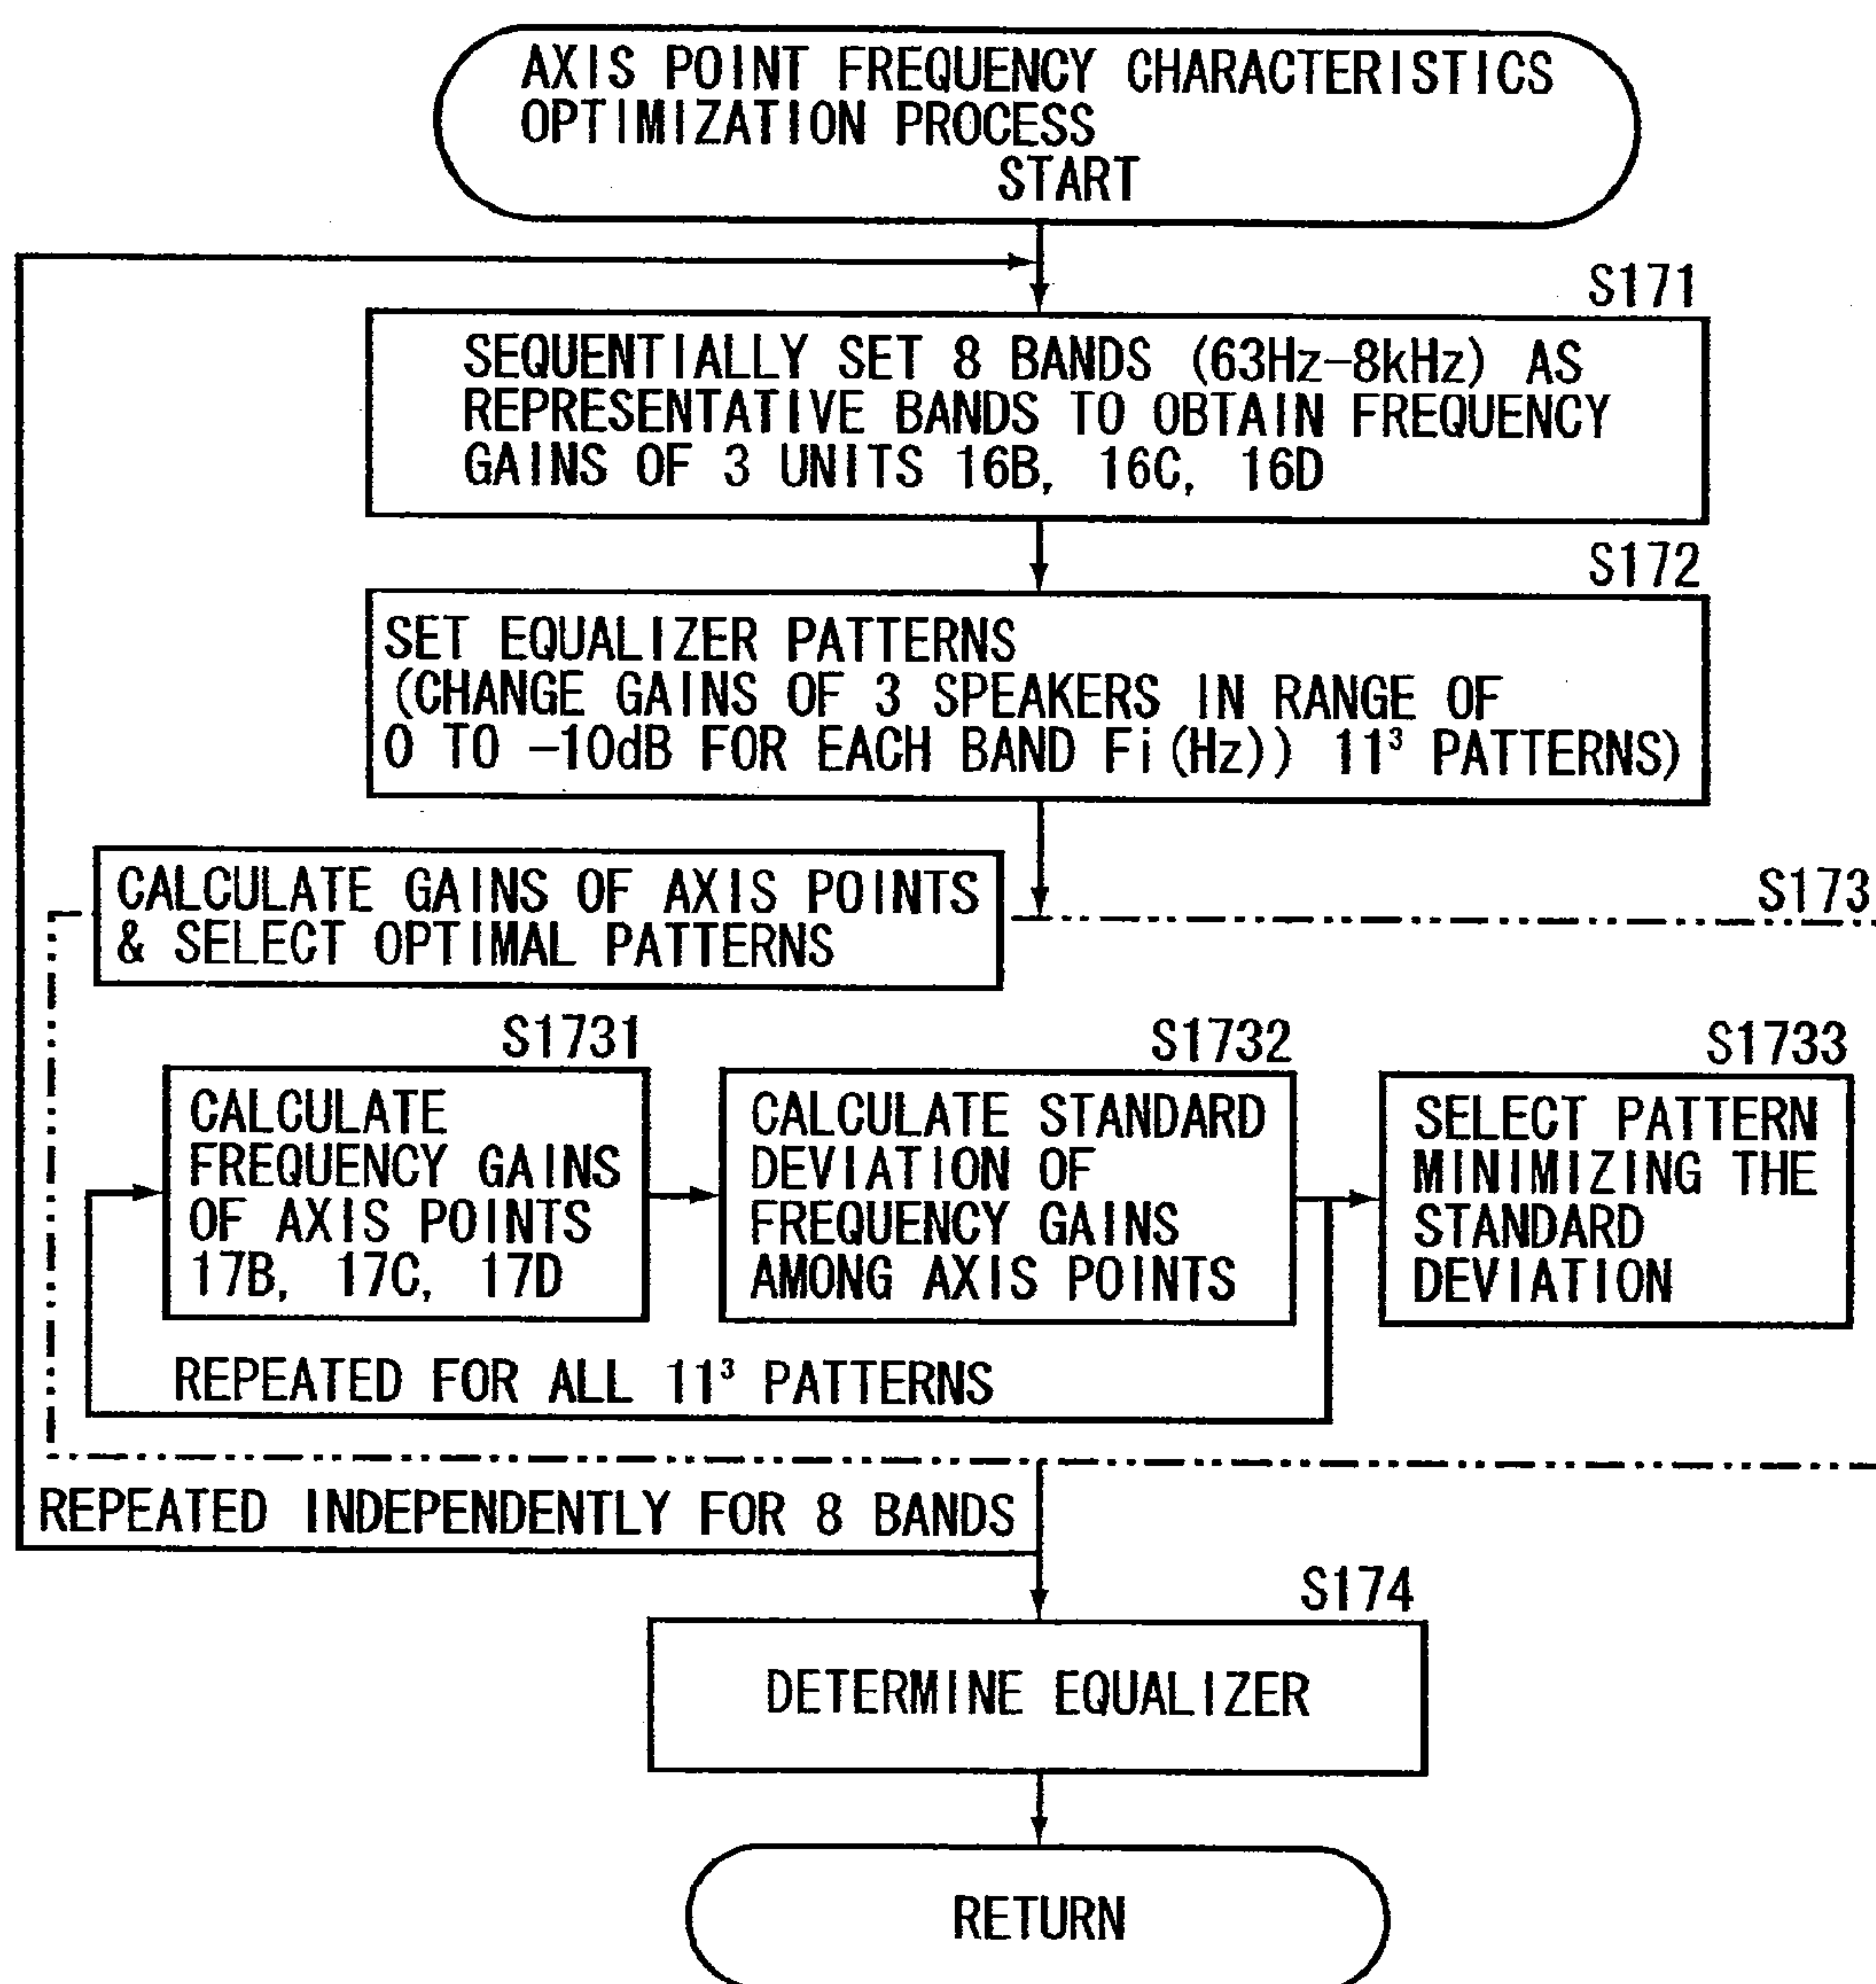 AXIS POINT FREQUENCY CHARACTERISTICS
OPTIMIZATION PROCESS
START
S171
SEQUENTIALLY SET 8 BANDS (63Hz-8kHz) AS
REPRESENTATIVE BANDS TO OBTAIN FREQUENCY
GAINS OF 3 UNITS 16B, 16C, 16D
S172
SET EQUALIZER PATTERNS
(CHANGE GAINS OF 3 SPEAKERS IN RANGE OF
0 TO -10dB FOR EACH BAND Fi(Hz)) 11³ PATTERNS)
CALCULATE GAINS OF AXIS POINTS
& SELECT OPTIMAL PATTERNS
S173
S1731
CALCULATE
FREQUENCY GAINS
OF AXIS POINTS
17B, 17C, 17D
S1732
CALCULATE STANDARD
DEVIATION OF
FREQUENCY GAINS
AMONG AXIS POINTS
S1733
SELECT PATTERN
MINIMIZING THE
STANDARD
DEVIATION
REPEATED FOR ALL 11³ PATTERNS
REPEATED INDEPENDENTLY FOR 8 BANDS
S174
DETERMINE EQUALIZER
RETURN